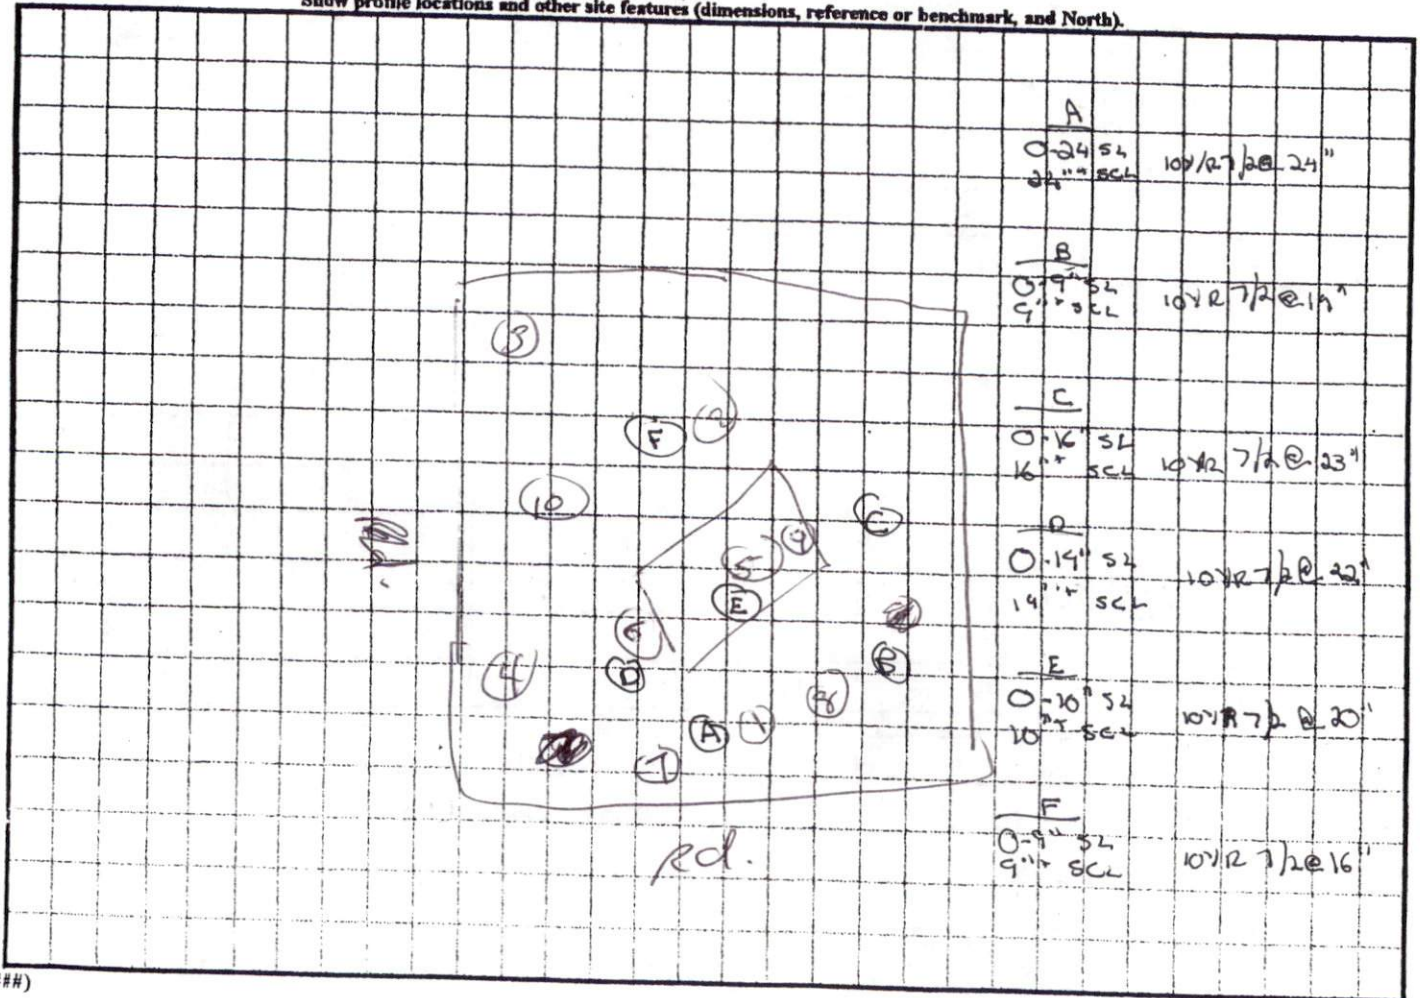 Show profile locations and other site features (dimensions, reference or benchmark, and North).
A
0-24 SL
24"+ SCL 10YR 7/2 @ 24"
B
0-9" SL
9"+ SCL 10YR 7/2 @ 19"
C
0-16" SL
16"+ SCL 10YR 7/2 @ 23"
D
0-14" SL
14"+ SCL 10YR 7/2 @ 22"
E
0-10" SL
10"+ SCL 10YR 7/2 @ 20"
F
0-9" SL
9"+ SCL 10YR 7/2 @ 16"
3
F 2
10
C
9
5
E
6
B
4 D
8
A 1
7
Rd.
##)